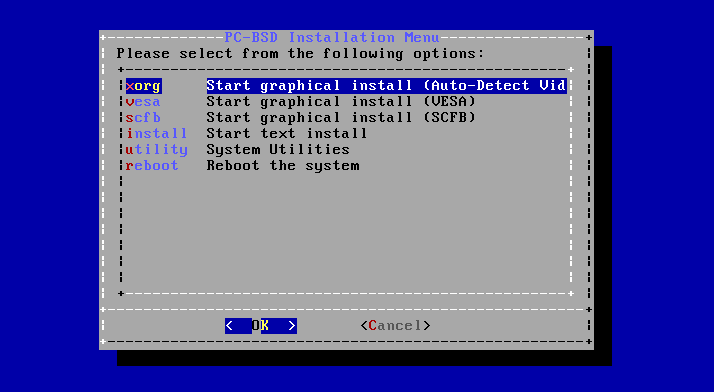 PC-BSD Installation Menu
Please select from the following options:
xorg Start graphical install (Auto-Detect Vid
vesa Start graphical install (VESA)
scfb Start graphical install (SCFB)
install Start text install
utility System Utilities
reboot Reboot the system
< OK > <Cancel>